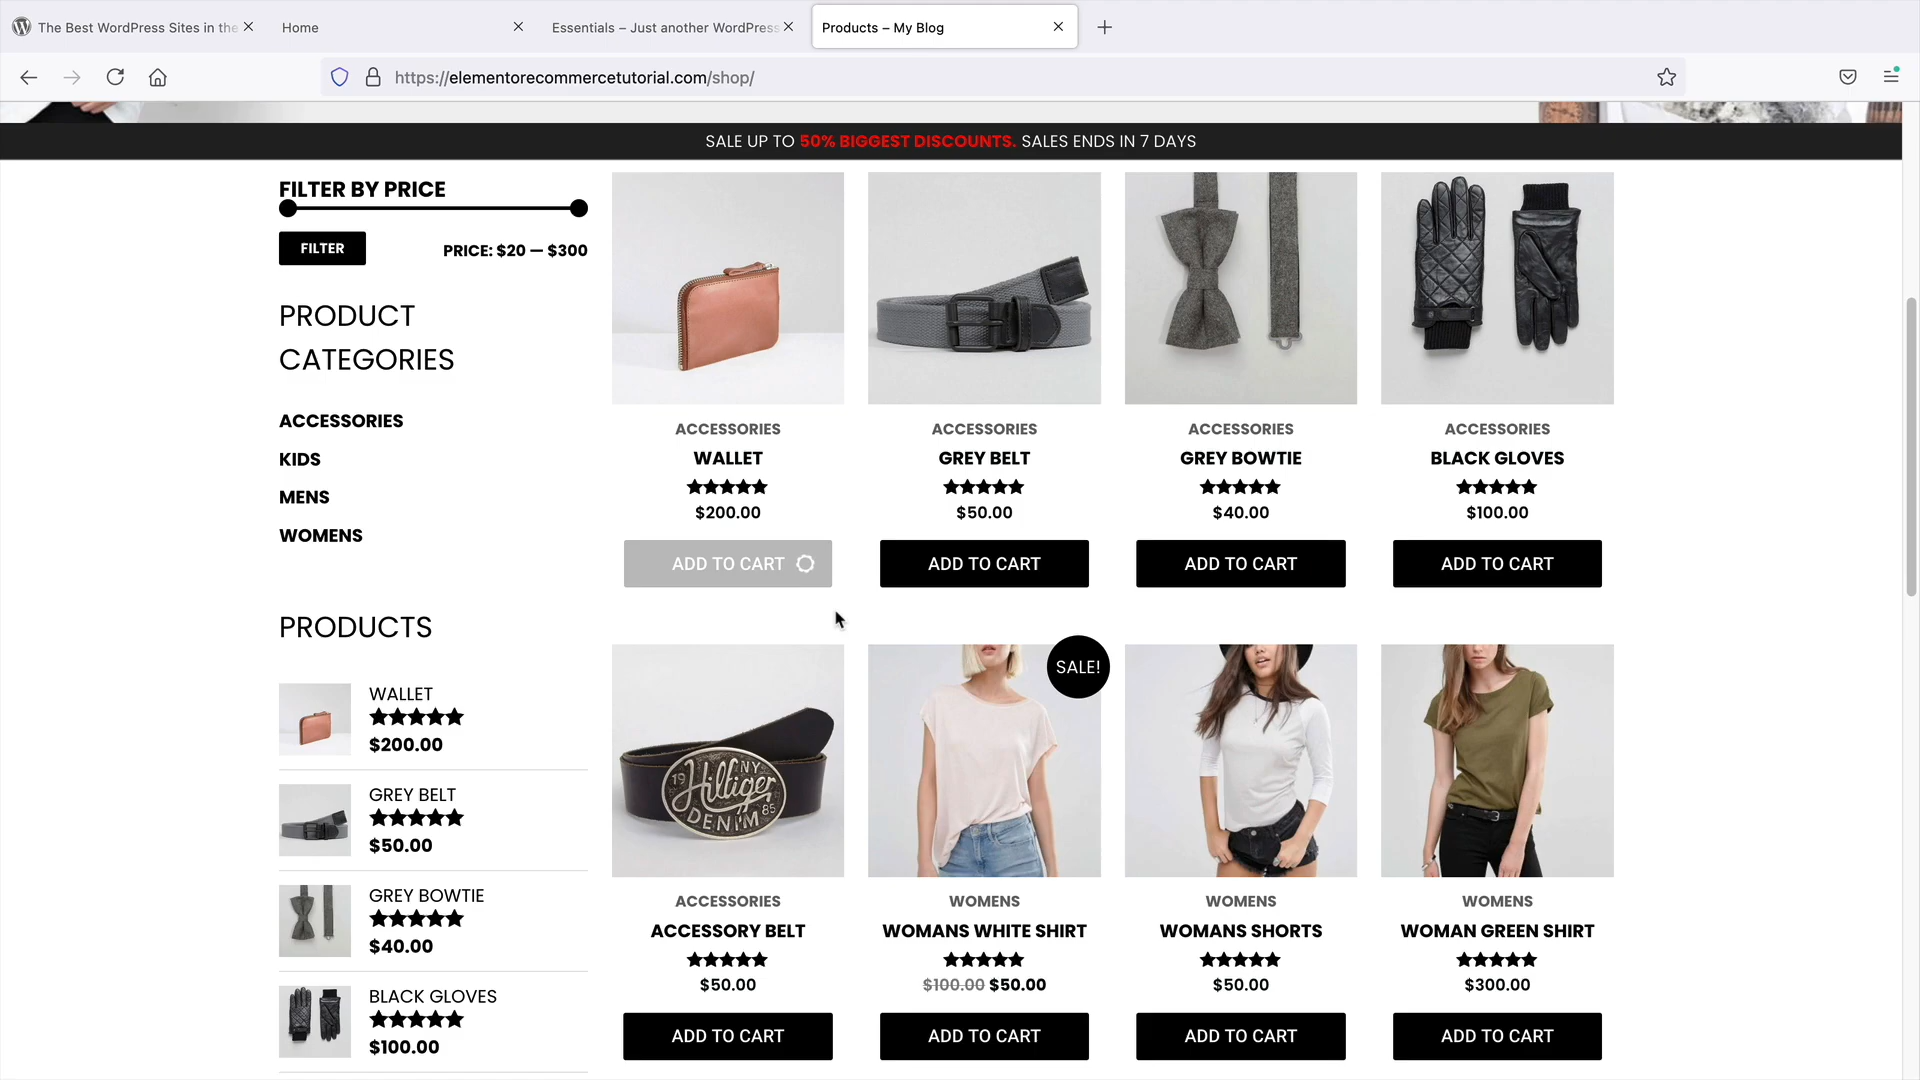 The Best WordPress Sites in the
Home
Essentials – Just another WordPress
Products – My Blog
https://elementorecommercetutorial.com/shop/
SALE UP TO 50% BIGGEST DISCOUNTS. SALES ENDS IN 7 DAYS
FILTER BY PRICE
FILTER
PRICE: $20 — $300
PRODUCT
CATEGORIES
ACCESSORIES
KIDS
MENS
WOMENS
PRODUCTS
WALLET
$200.00
GREY BELT
$50.00
GREY BOWTIE
$40.00
BLACK GLOVES
$100.00
ACCESSORIES
WALLET
$200.00
ADD TO CART
ACCESSORIES
GREY BELT
$50.00
ADD TO CART
ACCESSORIES
GREY BOWTIE
$40.00
ADD TO CART
ACCESSORIES
BLACK GLOVES
$100.00
ADD TO CART
19 NY
Hilfiger
DENIM 85
ACCESSORIES
ACCESSORY BELT
$50.00
ADD TO CART
SALE!
WOMENS
WOMANS WHITE SHIRT
$100.00 $50.00
ADD TO CART
WOMENS
WOMANS SHORTS
$50.00
ADD TO CART
WOMENS
WOMAN GREEN SHIRT
$300.00
ADD TO CART